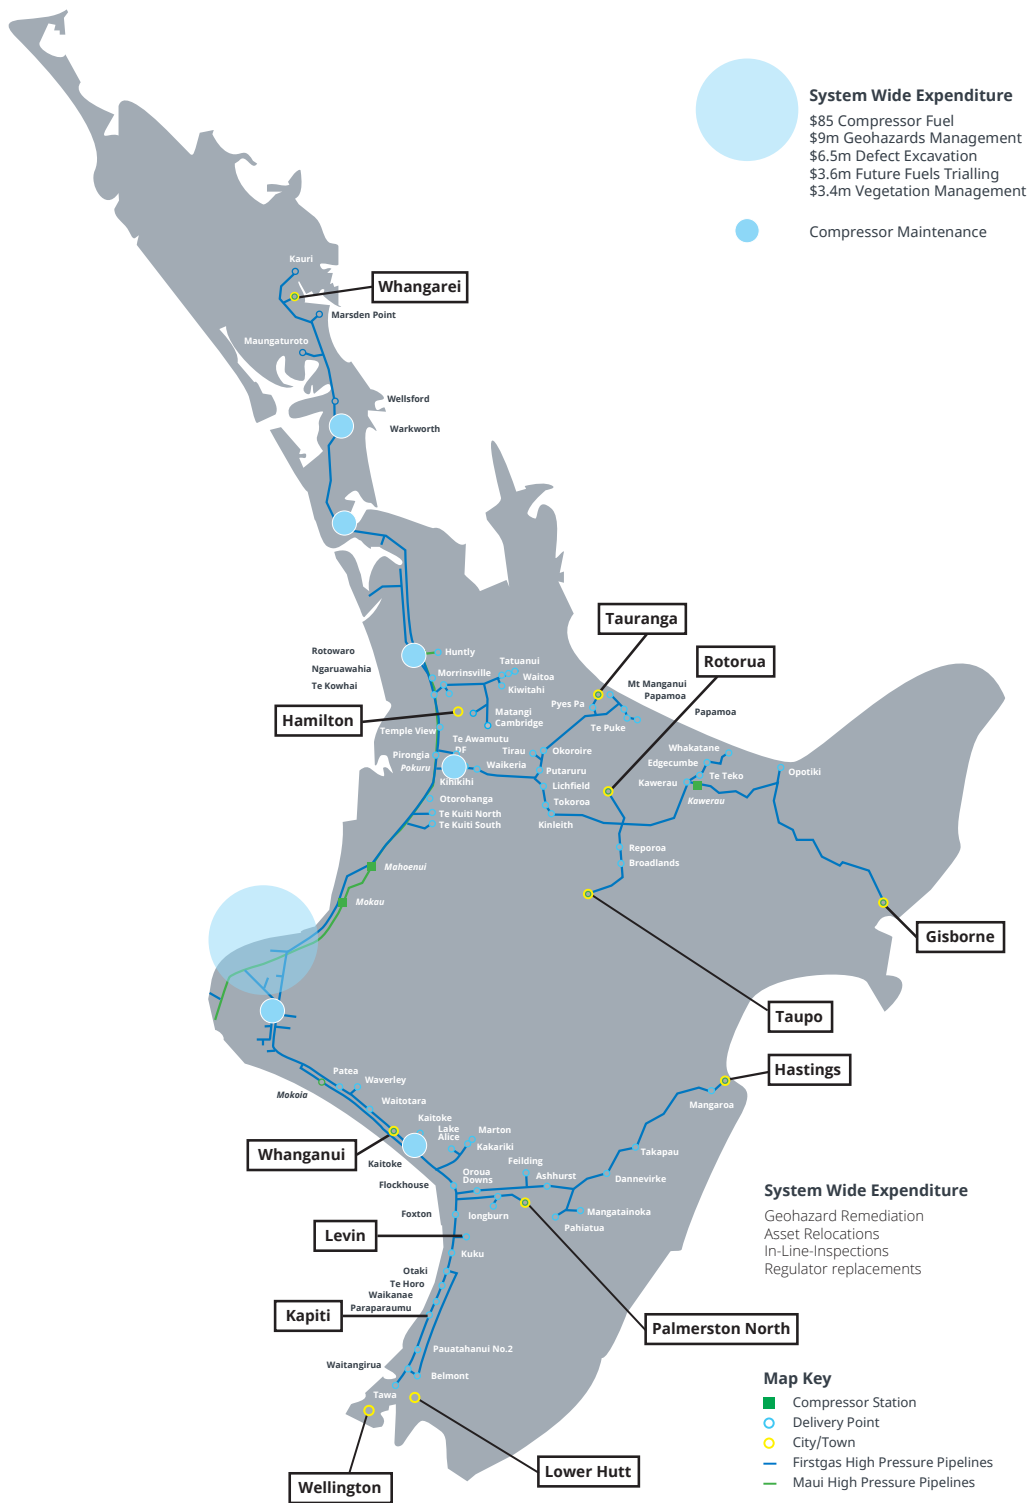 System Wide Expenditure
$85 Compressor Fuel
$9m Geohazards Management
$6.5m Defect Excavation
$3.6m Future Fuels Trialling
$3.4m Vegetation Management
Compressor Maintenance
Kauri
Whangarei
Marsden Point
Maungaturoto
Wellsford
Warkworth
Tauranga
Rotorua
Rotowaro
Huntly
Ngaruawahia
Te Kowhai
Morrinsville
Tatuanui
Waitoa
Kiwitahi
Hamilton
Matangi
Cambridge
Temple View
Te Awamutu
DF
Pirongia
Pokuru
Kihikihi
Waikeria
Otorohanga
Te Kuiti North
Te Kuiti South
Mt Manganui
Papamoa
Papamoa
Pyes Pa
Te Puke
Tirau
Okoroire
Putaruru
Lichfield
Tokoroa
Kinleith
Whakatane
Edgecumbe
Te Teko
Kawerau
Kawerau
Opotiki
Reporoa
Broadlands
Mahoenui
Mokau
Gisborne
Taupo
Hastings
Mangaroa
Patea
Waverley
Mokoia
Waitotara
Kaitoke
Lake
Alice
Marton
Kakariki
Whanganui
Kaitoke
Takapau
Feilding
Oroua
Downs
Ashhurst
Dannevirke
Flockhouse
Foxton
longburn
Mangatainoka
Pahiatua
Levin
Kuku
Otaki
Te Horo
Waikanae
Paraparaumu
Kapiti
Palmerston North
Pauatahanui No.2
Waitangirua
Belmont
Tawa
Lower Hutt
Wellington
System Wide Expenditure
Geohazard Remediation
Asset Relocations
In-Line-Inspections
Regulator replacements
Map Key
Compressor Station
Delivery Point
City/Town
Firstgas High Pressure Pipelines
Maui High Pressure Pipelines